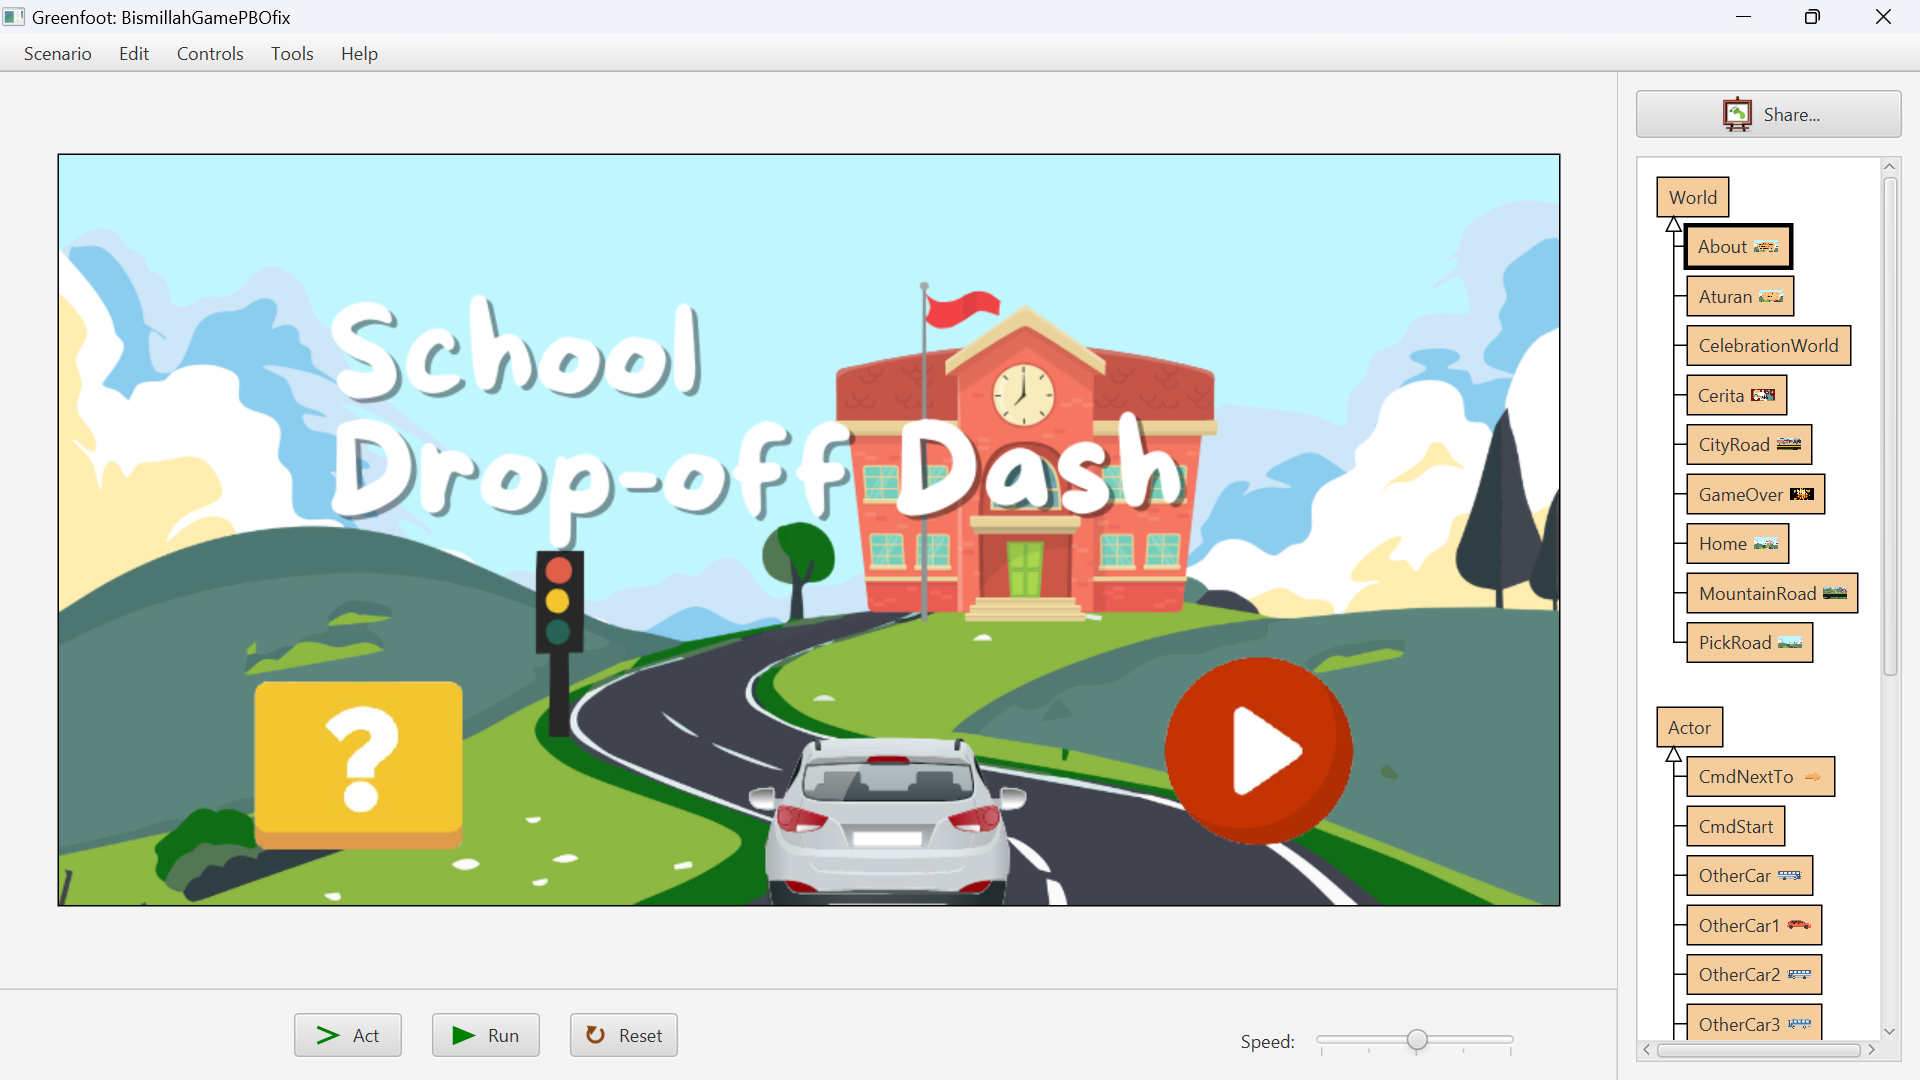 Greenfoot: BismillahGamePBOfix
Scenario Edit Controls Tools Help
Share...
World
About
Aturan
CelebrationWorld
Cerita
CityRoad
GameOver
Home
MountainRoad
PickRoad
Actor
CmdNextTo
CmdStart
OtherCar
OtherCar1
OtherCar2
OtherCar3
School
Drop-off Dash
?
Act Run Reset Speed: